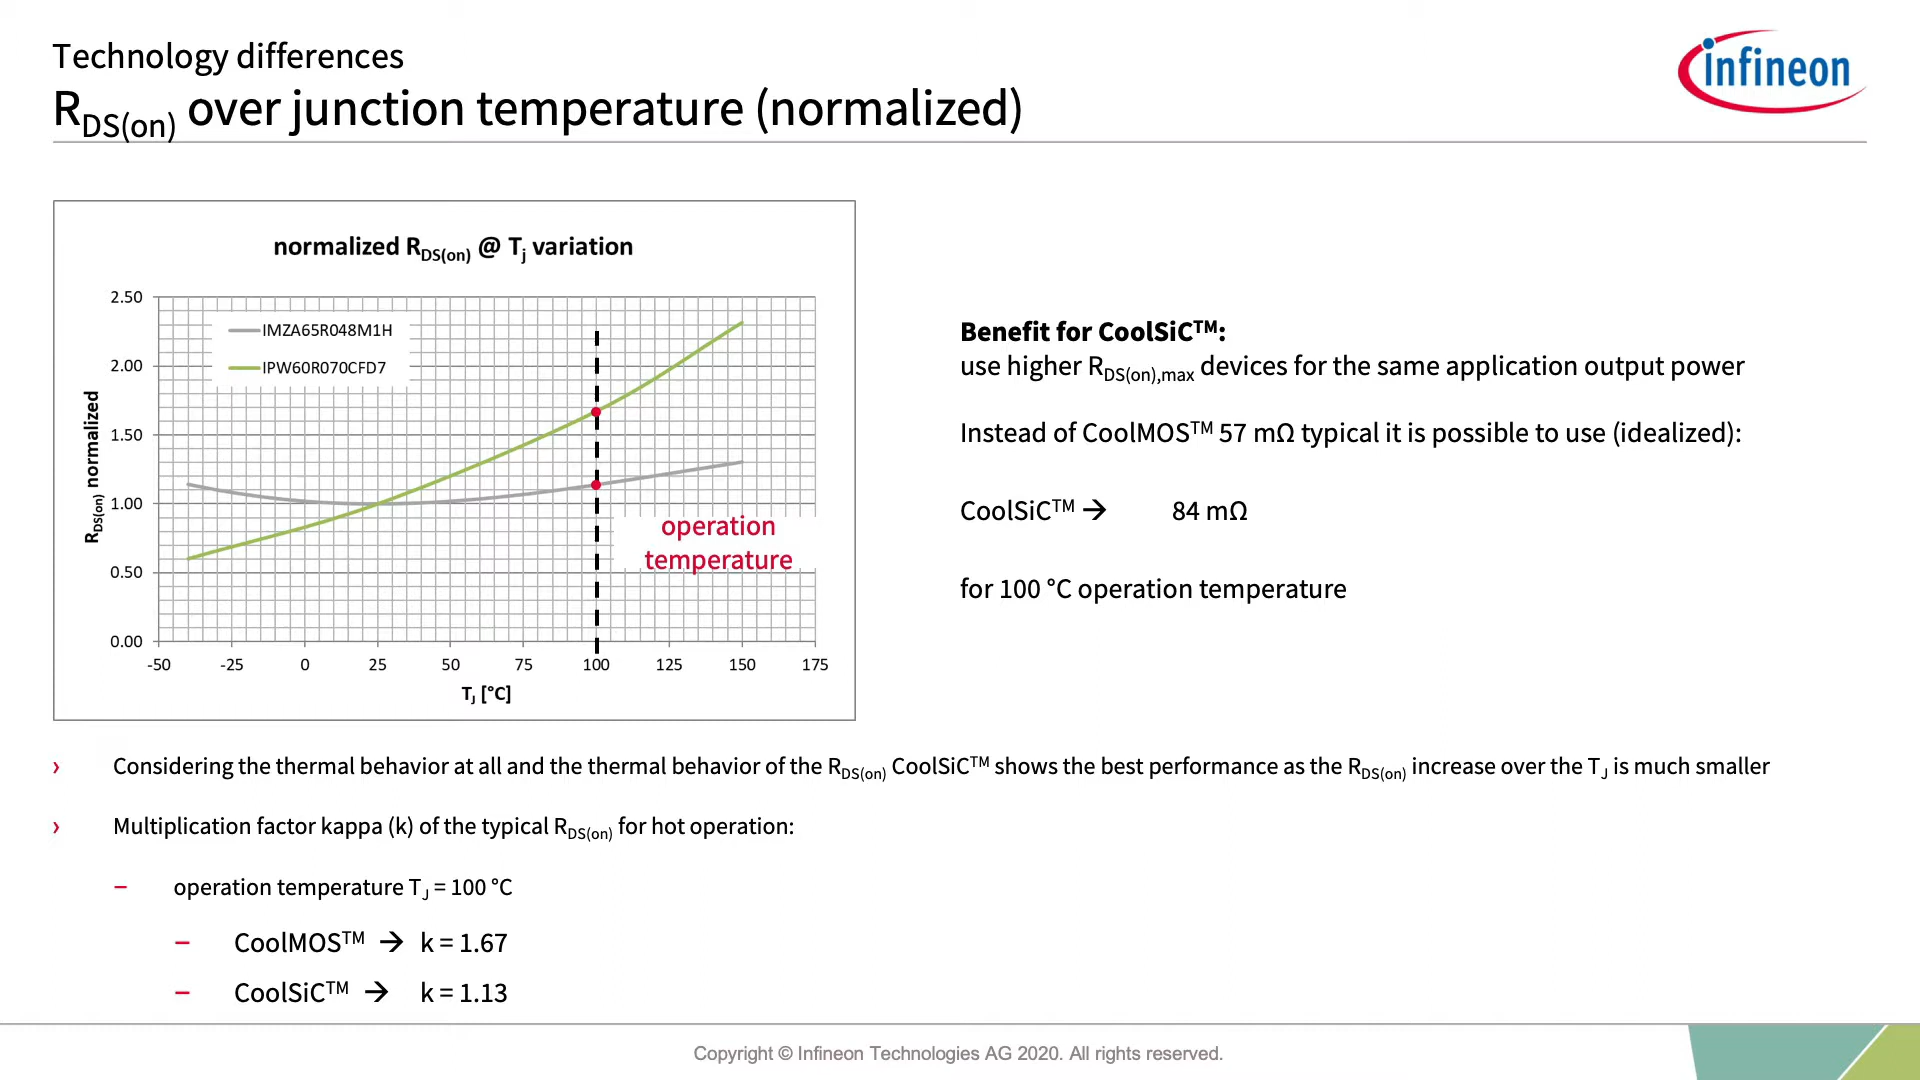 Technology differences
RDS(on) over junction temperature (normalized)
infineon
normalized RDS(on) @ Tj variation
2.50
2.00
1.50
1.00
0.50
0.00
RDS(on) normalized
IMZA65R048M1H
IPW60R070CFD7
operation
temperature
-50 -25 0 25 50 75 100 125 150 175
TJ [°C]
Benefit for CoolSiC™:
use higher RDS(on),max devices for the same application output power
Instead of CoolMOS™ 57 mΩ typical it is possible to use (idealized):
CoolSiC™ → 84 mΩ
for 100 °C operation temperature
› Considering the thermal behavior at all and the thermal behavior of the RDS(on) CoolSiC™ shows the best performance as the RDS(on) increase over the TJ is much smaller
› Multiplication factor kappa (k) of the typical RDS(on) for hot operation:
– operation temperature TJ = 100 °C
– CoolMOS™ → k = 1.67
– CoolSiC™ → k = 1.13
Copyright © Infineon Technologies AG 2020. All rights reserved.